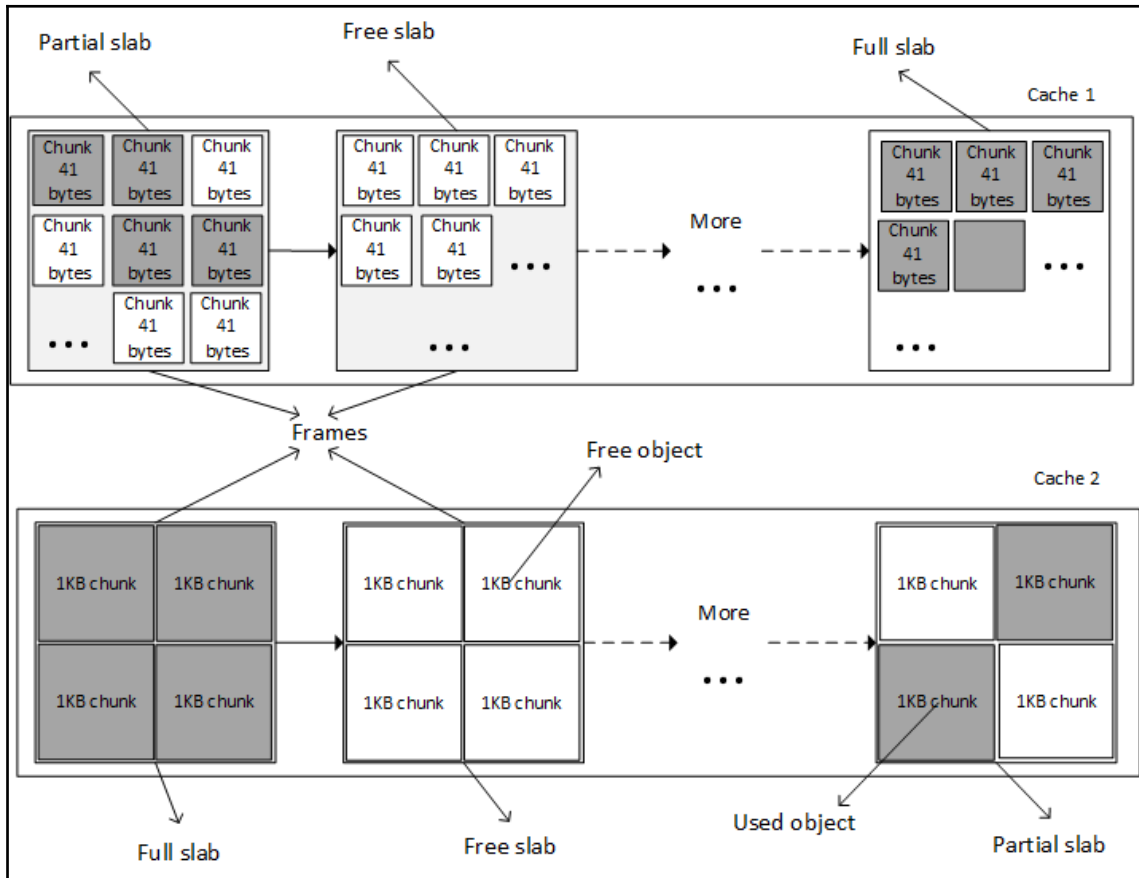 Partial slab
Free slab
Full slab
Cache 1
Chunk
41
bytes
Chunk
41
bytes
Chunk
41
bytes
Chunk
41
bytes
Chunk
41
bytes
Chunk
41
bytes
...
Chunk
41
bytes
Chunk
41
bytes
Chunk
41
bytes
Chunk
41
bytes
Chunk
41
bytes
Chunk
41
bytes
Chunk
41
bytes
...
...
More
...
Chunk
41
bytes
Chunk
41
bytes
Chunk
41
bytes
Chunk
41
bytes
...
...
Frames
Free object
Cache 2
1KB chunk
1KB chunk
1KB chunk
1KB chunk
1KB chunk
1KB chunk
1KB chunk
1KB chunk
More
...
1KB chunk
1KB chunk
1KB chunk
1KB chunk
Full slab
Free slab
Used object
Partial slab